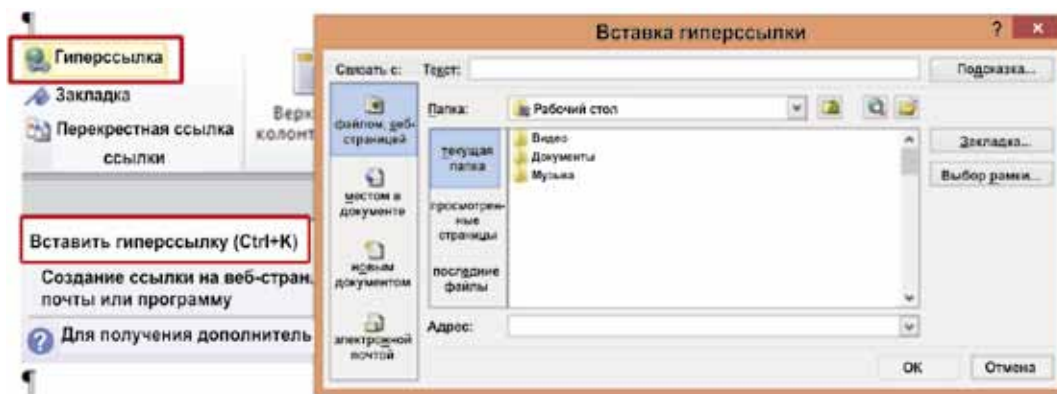 ¶
Гиперссылка
Закладка
Перекрестная ссылка
ссылки
Верх
колонт
Вставить гиперссылку (Ctrl+K)
Создание ссылки на веб-стран.
почты или программу
Для получения дополнитель
¶
Вставка гиперссылки
?
×
Связать с:
Текст:
Подсказка...
файлом, веб-
страницей
местом в
документе
новым
документом
электронной
почтой
Папка:
Рабочий стол
текущая
папка
просмотрен-
ные
страницы
последние
файлы
Видео
Документы
Музыка
Закладка...
Выбор рамки...
Адрес:
ОК
Отмена